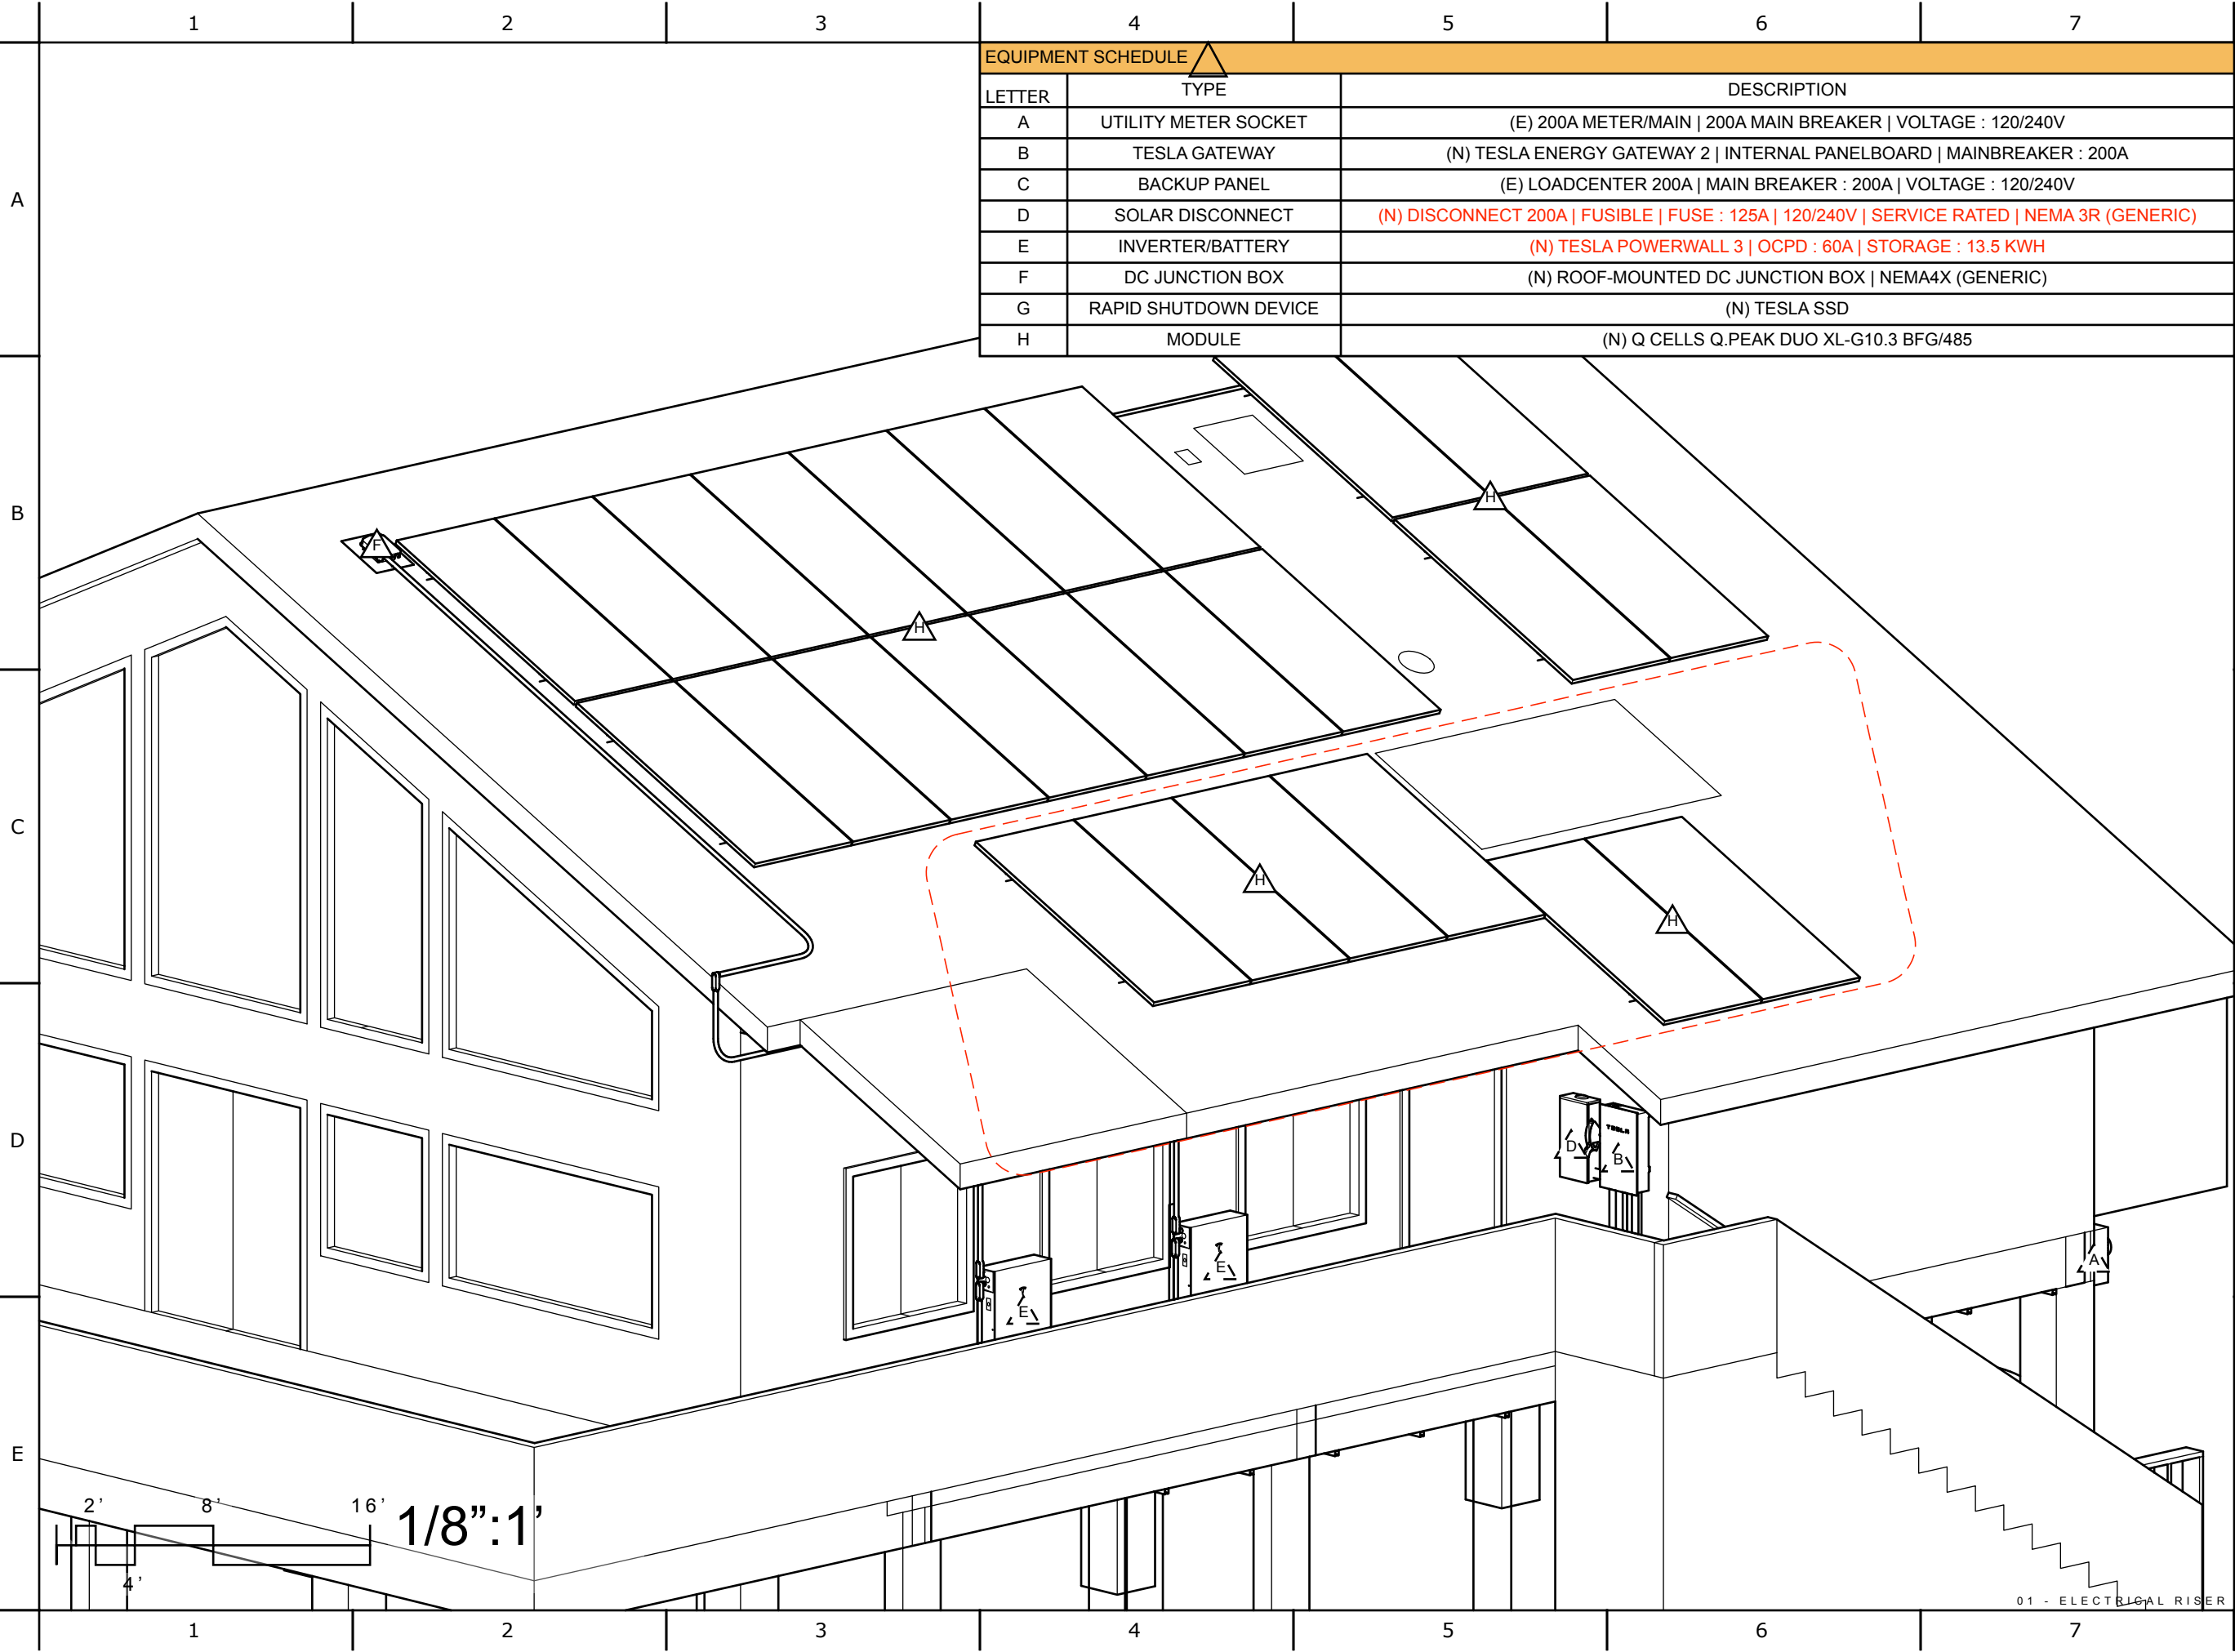 1 2 3 4 5 6 7
EQUIPMENT SCHEDULE
LETTER TYPE DESCRIPTION
A UTILITY METER SOCKET (E) 200A METER/MAIN | 200A MAIN BREAKER | VOLTAGE : 120/240V
B TESLA GATEWAY (N) TESLA ENERGY GATEWAY 2 | INTERNAL PANELBOARD | MAINBREAKER : 200A
C BACKUP PANEL (E) LOADCENTER 200A | MAIN BREAKER : 200A | VOLTAGE : 120/240V
D SOLAR DISCONNECT (N) DISCONNECT 200A | FUSIBLE | FUSE : 125A | 120/240V | SERVICE RATED | NEMA 3R (GENERIC)
E INVERTER/BATTERY (N) TESLA POWERWALL 3 | OCPD : 60A | STORAGE : 13.5 KWH
F DC JUNCTION BOX (N) ROOF-MOUNTED DC JUNCTION BOX | NEMA4X (GENERIC)
G RAPID SHUTDOWN DEVICE (N) TESLA SSD
H MODULE (N) Q CELLS Q.PEAK DUO XL-G10.3 BFG/485
A
H
B
F
H
C
H
H
TESLA
D
D B
A
E
E
E
2' 8' 16' 1/8”:1’
4'
01 - ELECTRICAL RISER
1 2 3 4 5 6 7